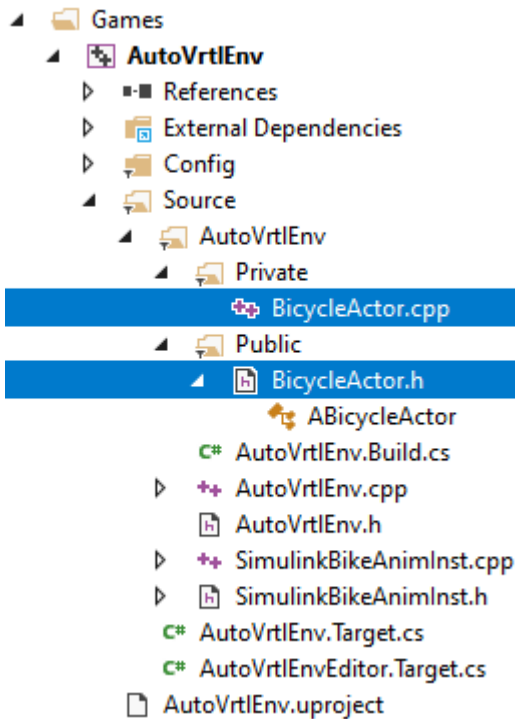 Games
AutoVrtlEnv
References
External Dependencies
Config
Source
AutoVrtlEnv
Private
BicycleActor.cpp
Public
BicycleActor.h
ABicycleActor
C# AutoVrtlEnv.Build.cs
++ AutoVrtlEnv.cpp
h AutoVrtlEnv.h
++ SimulinkBikeAnimInst.cpp
h SimulinkBikeAnimInst.h
C# AutoVrtlEnv.Target.cs
C# AutoVrtlEnvEditor.Target.cs
AutoVrtlEnv.uproject